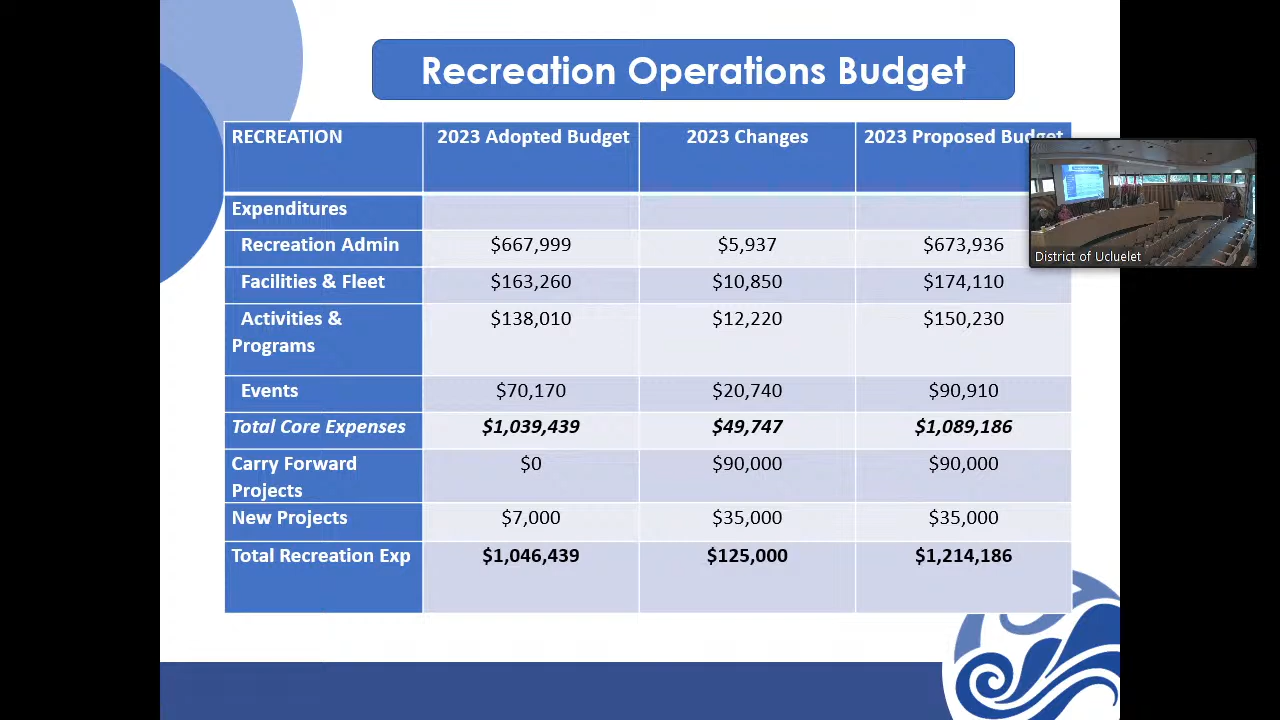 Recreation Operations Budget
RECREATION 2023 Adopted Budget 2023 Changes 2023 Proposed Budget
Expenditures
Recreation Admin $667,999 $5,937 $673,936
Facilities & Fleet $163,260 $10,850 $174,110
Activities & $138,010 $12,220 $150,230
Programs
Events $70,170 $20,740 $90,910
Total Core Expenses $1,039,439 $49,747 $1,089,186
Carry Forward $0 $90,000 $90,000
Projects
New Projects $7,000 $35,000 $35,000
Total Recreation Exp $1,046,439 $125,000 $1,214,186
District of Ucluelet